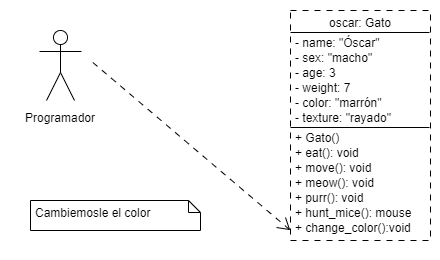 oscar: Gato
- name: "Óscar"
- sex: "macho"
- age: 3
- weight: 7
- color: "marrón"
- texture: "rayado"
+ Gato()
+ eat(): void
+ move(): void
+ meow(): void
+ purr(): void
+ hunt_mice(): mouse
+ change_color():void
Programador
Cambiemosle el color